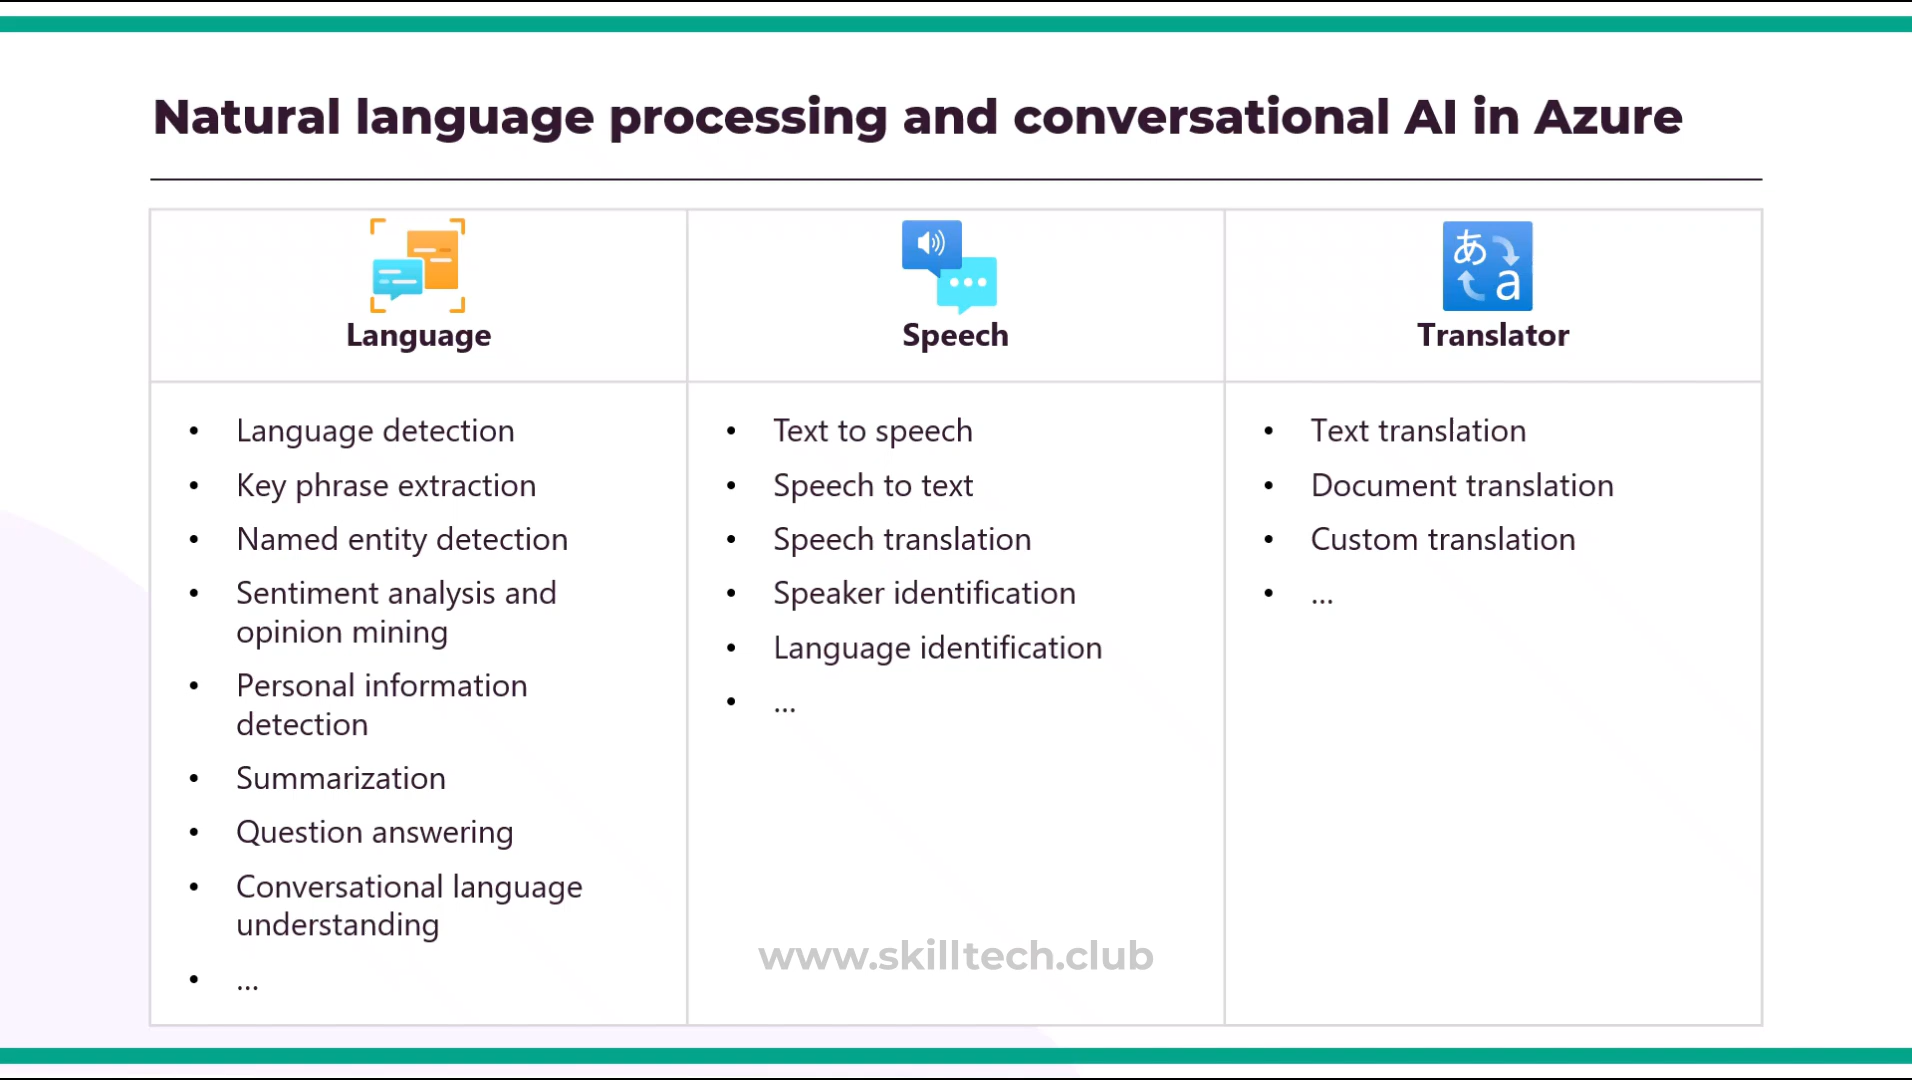 Natural language processing and conversational AI in Azure
あ
a
Language
Speech
Translator
• Language detection
• Key phrase extraction
• Named entity detection
• Sentiment analysis and
opinion mining
• Personal information
detection
• Summarization
• Question answering
• Conversational language
understanding
• ...
• Text to speech
• Speech to text
• Speech translation
• Speaker identification
• Language identification
• ...
• Text translation
• Document translation
• Custom translation
• ...
www.skilltech.club